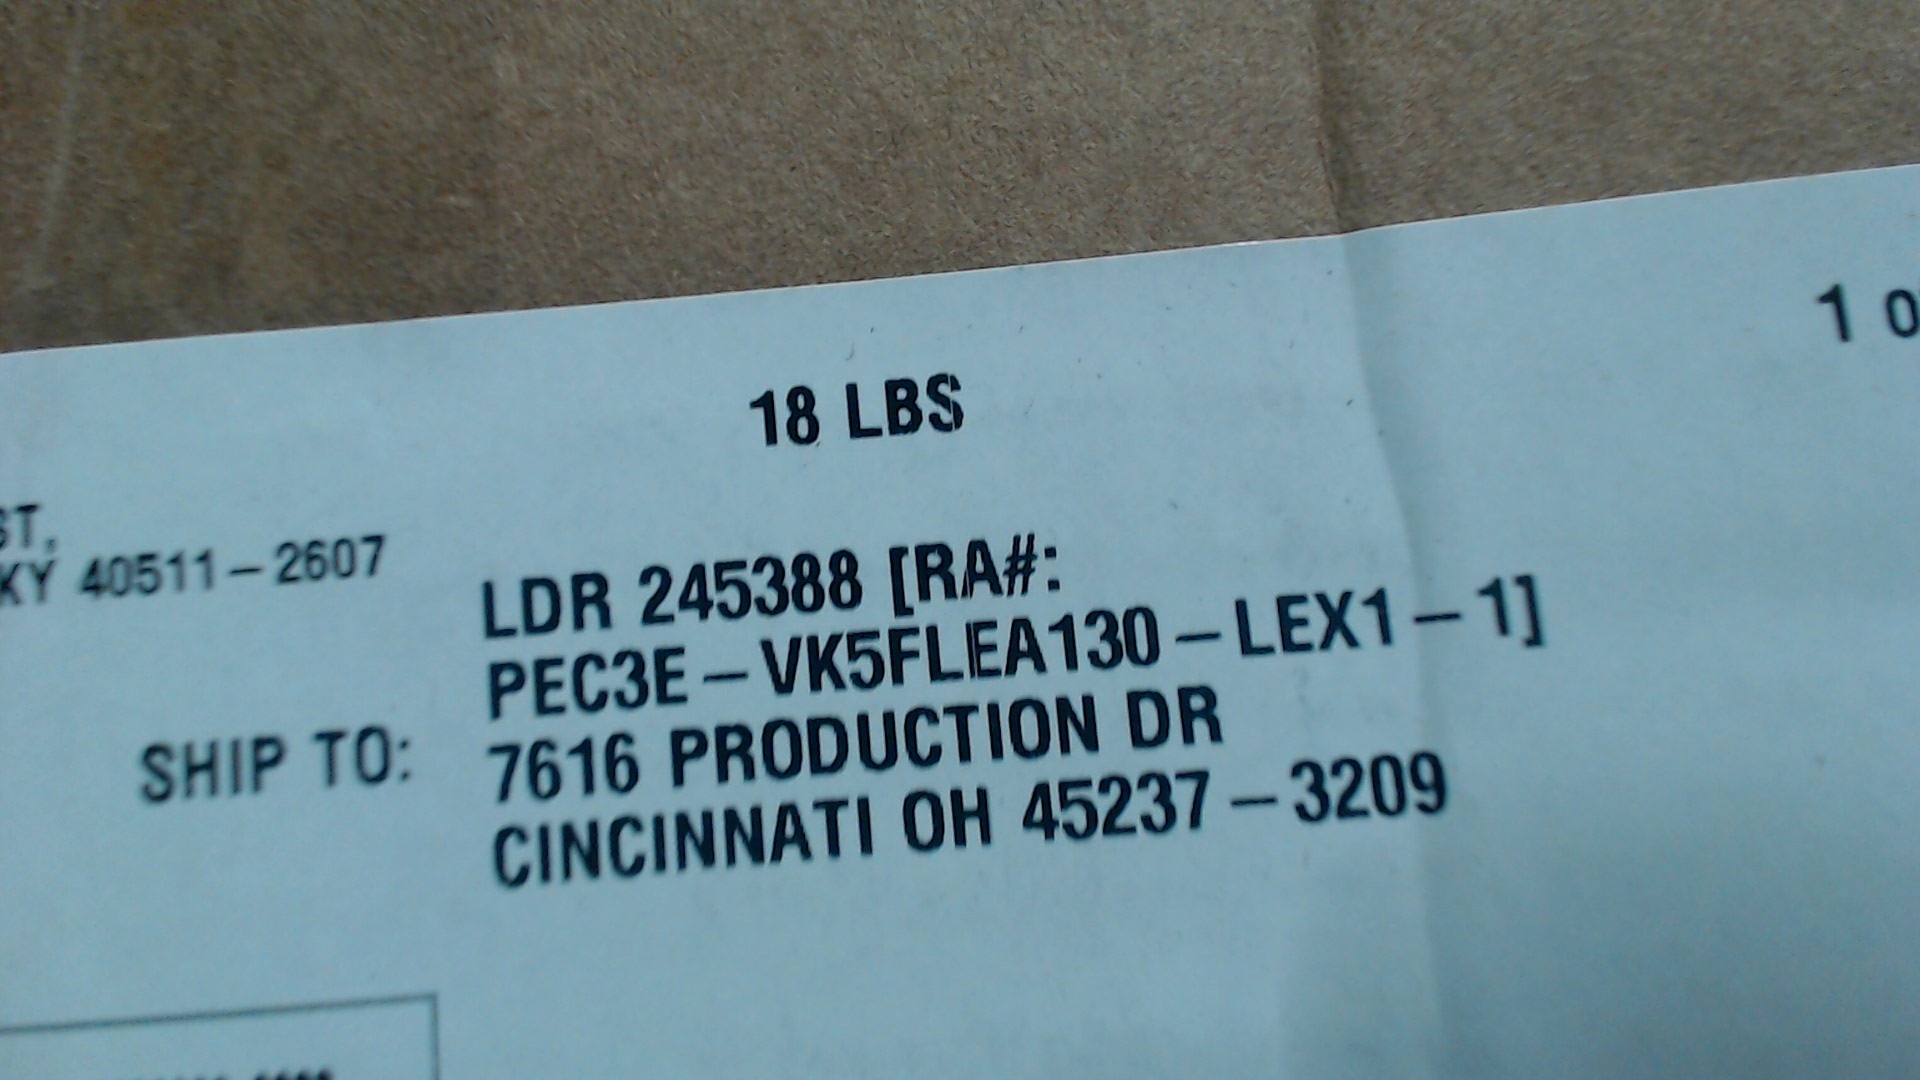 18 LBS
1
ST,
KY 40511-2607
LDR 245388 [RA#:
PEC3E-VK5FLEA130-LEX1-1]
SHIP TO: 7616 PRODUCTION DR
CINCINNATI OH 45237-3209